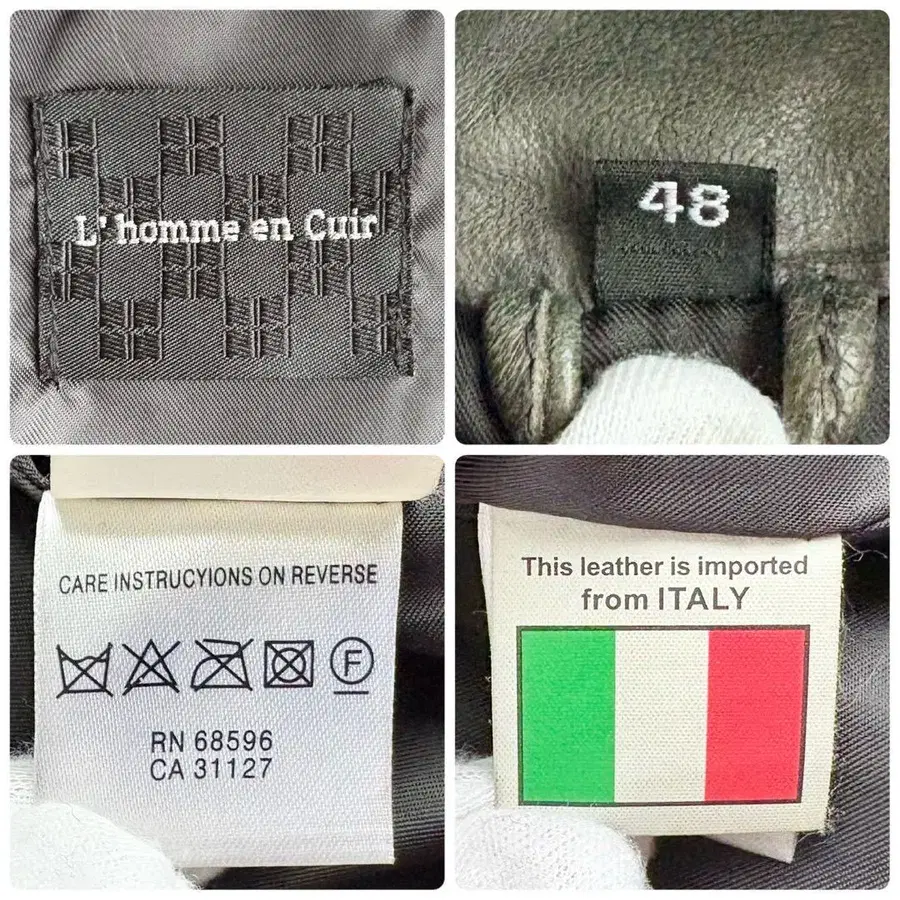 L'homme en Cuir
48
CARE INSTRUCYIONS ON REVERSE
F
RN 68596
CA 31127
This leather is imported
from ITALY